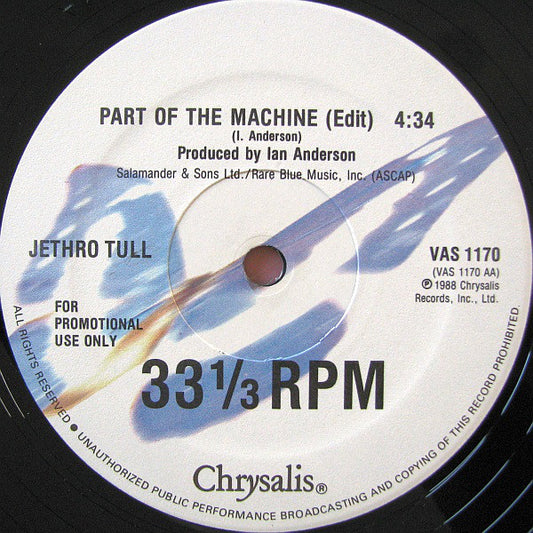 PART OF THE MACHINE (Edit) 4:34
(I. Anderson)
Produced by Ian Anderson
Salamander & Sons Ltd./Rare Blue Music, Inc. (ASCAP)
JETHRO TULL
VAS 1170
(VAS 1170 AA)
℗ 1988 Chrysalis
Records, Inc., Ltd.
FOR
PROMOTIONAL
USE ONLY
33 1/3 RPM
Chrysalis®
ALL RIGHTS RESERVED • UNAUTHORIZED PUBLIC PERFORMANCE BROADCASTING AND COPYING OF THIS RECORD PROHIBITED.